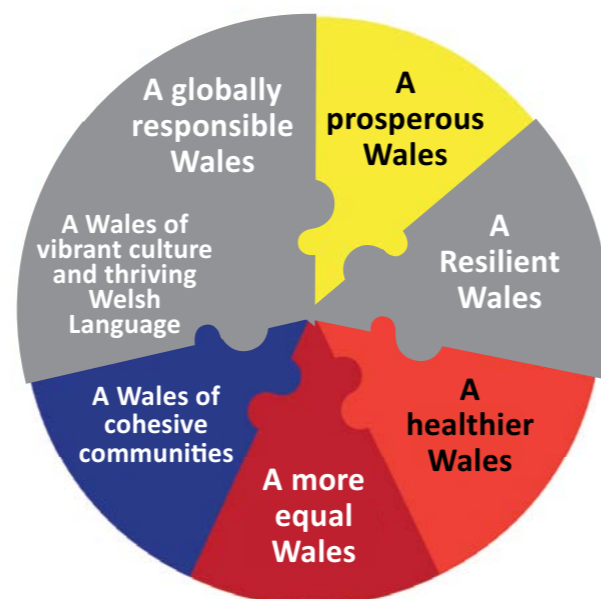 A globally
responsible
Wales
A
prosperous
Wales
A
Resilient
Wales
A
healthier
Wales
A more
equal
Wales
A Wales of
cohesive
communities
A Wales of
vibrant culture
and thriving
Welsh
Language